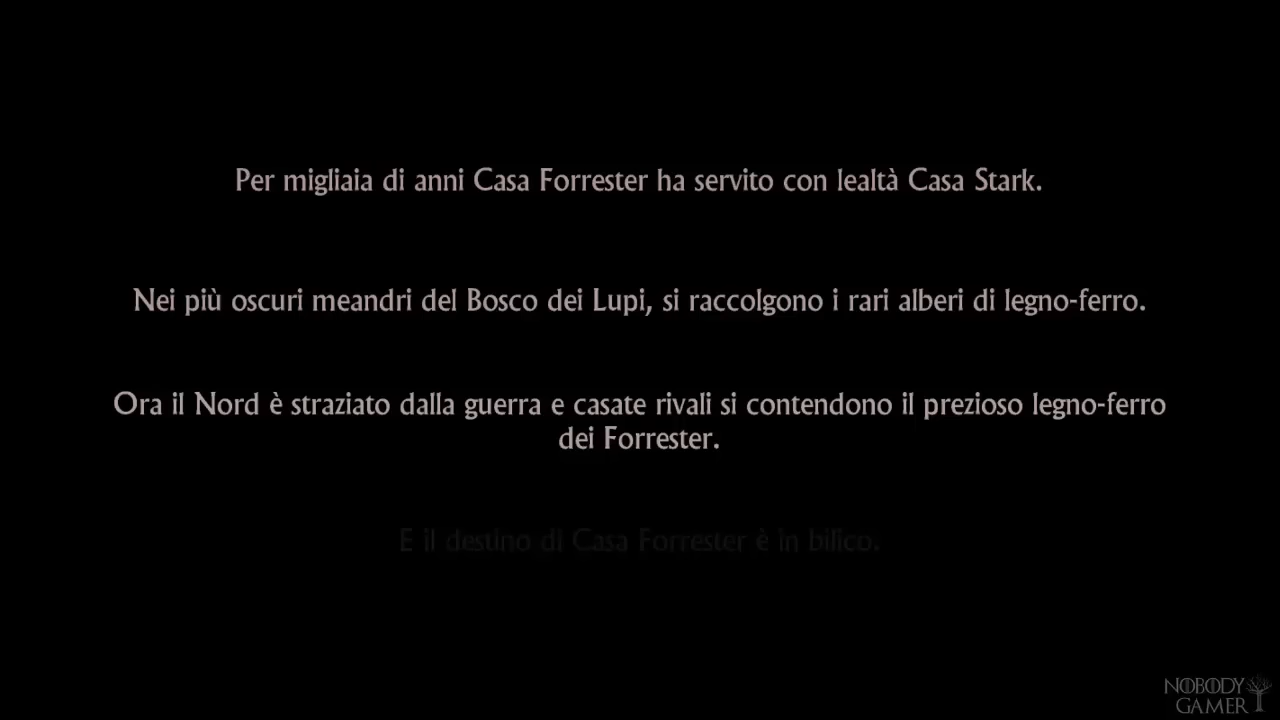 Per migliaia di anni Casa Forrester ha servito con lealtà Casa Stark.
Nei più oscuri meandri del Bosco dei Lupi, si raccolgono i rari alberi di legno-ferro.
Ora il Nord è straziato dalla guerra e casate rivali si contendono il prezioso legno-ferro
dei Forrester.
E il destino di Casa Forrester è in bilico.
NOBODY
GAMER